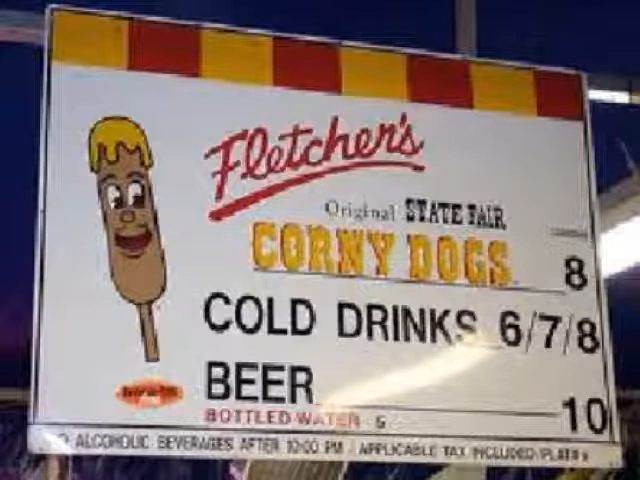 Fletcher's
Original STATE FAIR
CORNY DOGS 8
COLD DRINKS 6/7/8
BEER 10
BOTTLED WATER 5
O ALCOHOLIC BEVERAGES AFTER 10:00 PM / APPLICABLE TAX INCLUDED